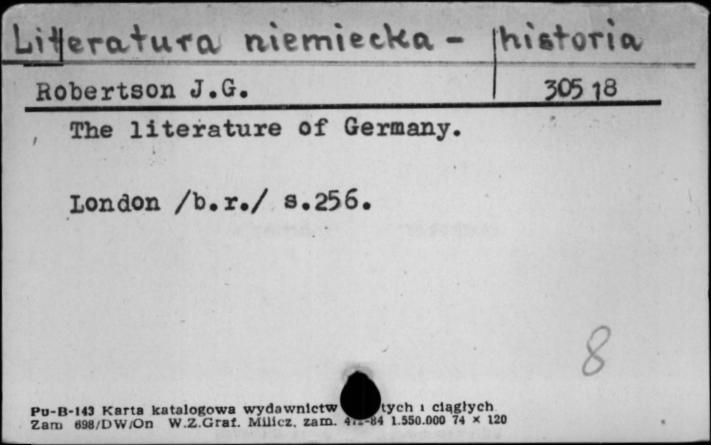 Literatura niemiecka - historia
Robertson J.G. 305 18
The literature of Germany.
London /b.r./ s.256.
8
Pu-B-143 Karta katalogowa wydawnictw tych i ciągłych
Zam 698/DW/On W.Z.Graf. Milicz, zam. 1.550.000 74 × 120